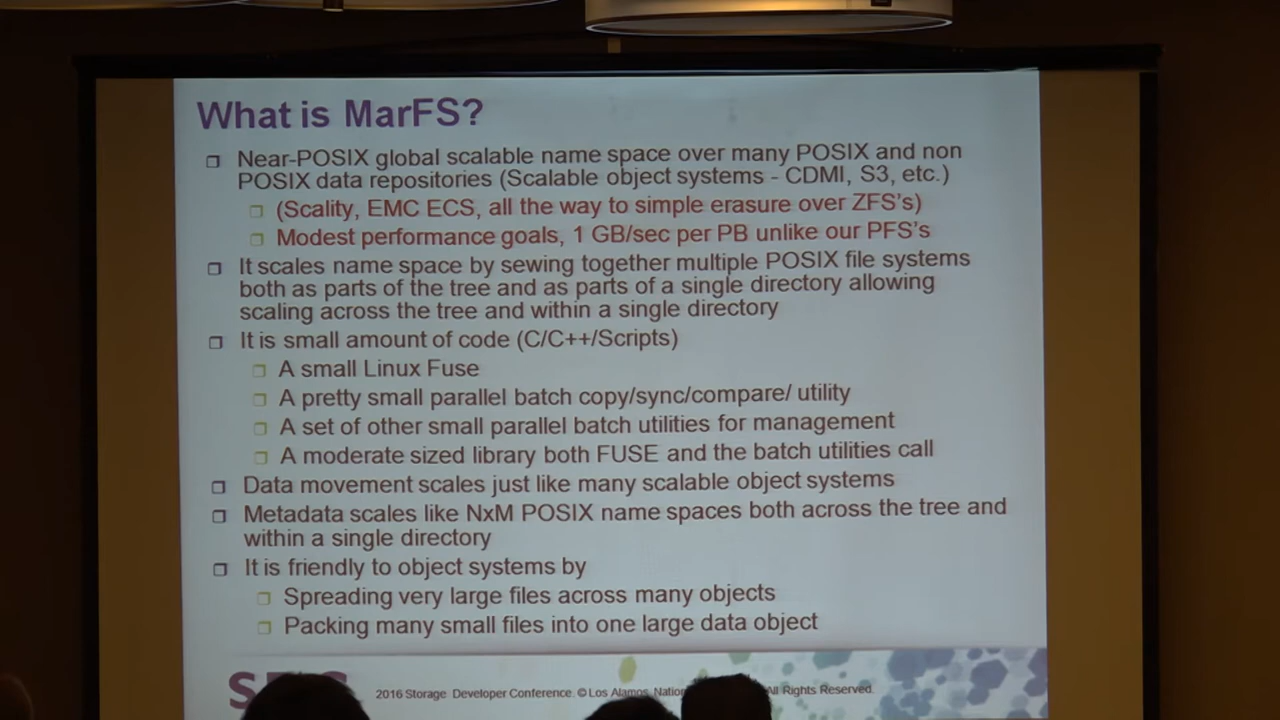 What is MarFS?
Near-POSIX global scalable name space over many POSIX and non
POSIX data repositories (Scalable object systems - CDMI, S3, etc.)
(Scality, EMC ECS, all the way to simple erasure over ZFS's)
Modest performance goals, 1 GB/sec per PB unlike our PFS's
It scales name space by sewing together multiple POSIX file systems
both as parts of the tree and as parts of a single directory allowing
scaling across the tree and within a single directory
It is small amount of code (C/C++/Scripts)
A small Linux Fuse
A pretty small parallel batch copy/sync/compare/ utility
A set of other small parallel batch utilities for management
A moderate sized library both FUSE and the batch utilities call
Data movement scales just like many scalable object systems
Metadata scales like NxM POSIX name spaces both across the tree and
within a single directory
It is friendly to object systems by
Spreading very large files across many objects
Packing many small files into one large data object
2016 Storage Developer Conference. © Los Alamos All Rights Reserved.